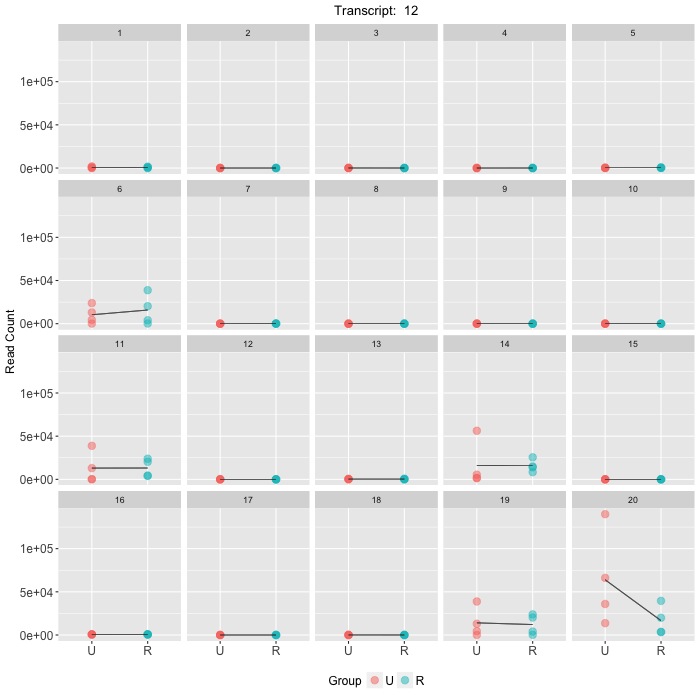 Transcript: 12
1 2 3 4 5
1e+05
5e+04
0e+00
6 7 8 9 10
1e+05
5e+04
0e+00
Read Count
11 12 13 14 15
1e+05
5e+04
0e+00
16 17 18 19 20
1e+05
5e+04
0e+00
U R U R U R U R U R
Group U R